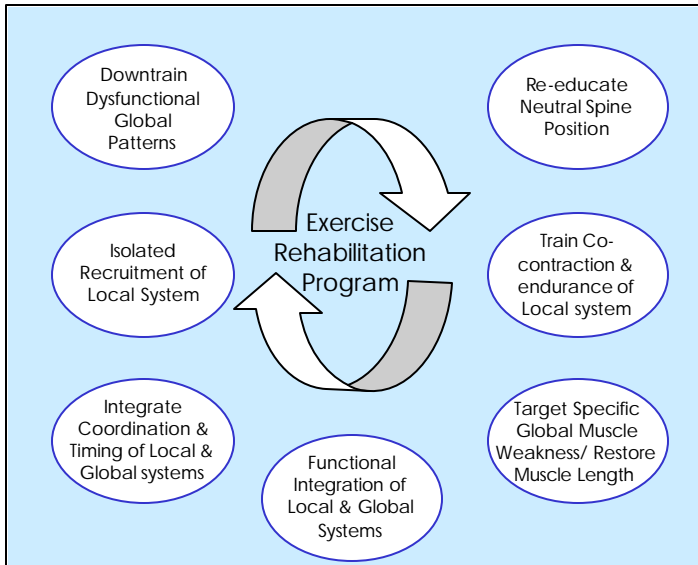 Downtrain
Dysfunctional
Global
Patterns
Re-educate
Neutral Spine
Position
Exercise
Rehabilitation
Program
Isolated
Recruitment of
Local System
Train Co-
contraction &
endurance of
Local system
Integrate
Coordination &
Timing of Local &
Global systems
Functional
Integration of
Local & Global
Systems
Target Specific
Global Muscle
Weakness/ Restore
Muscle Length